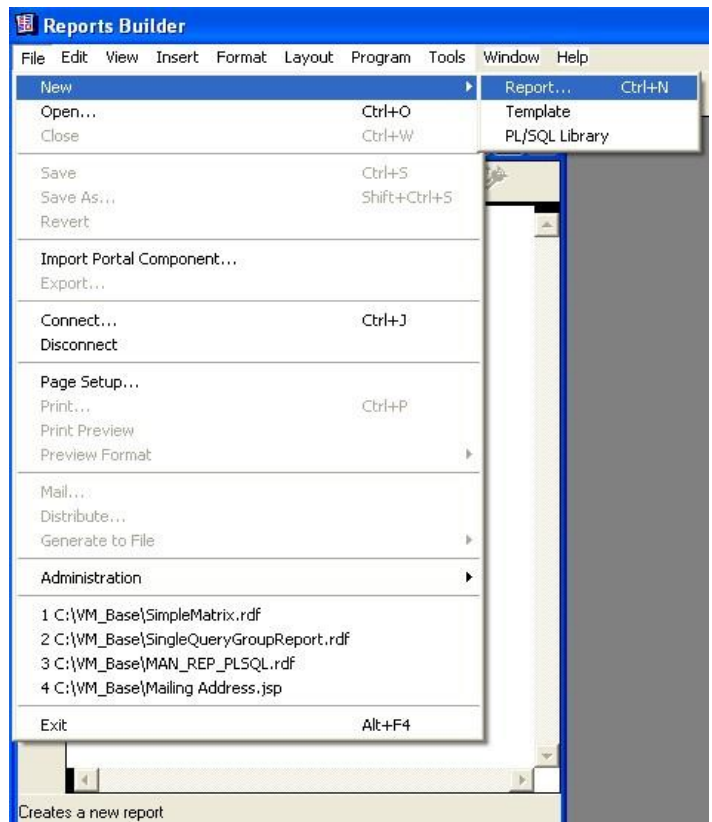 Reports Builder
File Edit View Insert Format Layout Program Tools Window Help
New
Report... Ctrl+N
Open... Ctrl+O
Template
Close Ctrl+W
PL/SQL Library
Save Ctrl+S
Save As... Shift+Ctrl+S
Revert
Import Portal Component...
Export...
Connect... Ctrl+J
Disconnect
Page Setup...
Print... Ctrl+P
Print Preview
Preview Format
Mail...
Distribute...
Generate to File
Administration
1 C:\VM_Base\SimpleMatrix.rdf
2 C:\VM_Base\SingleQueryGroupReport.rdf
3 C:\VM_Base\MAN_REP_PLSQL.rdf
4 C:\VM_Base\Mailing Address.jsp
Exit Alt+F4
Creates a new report